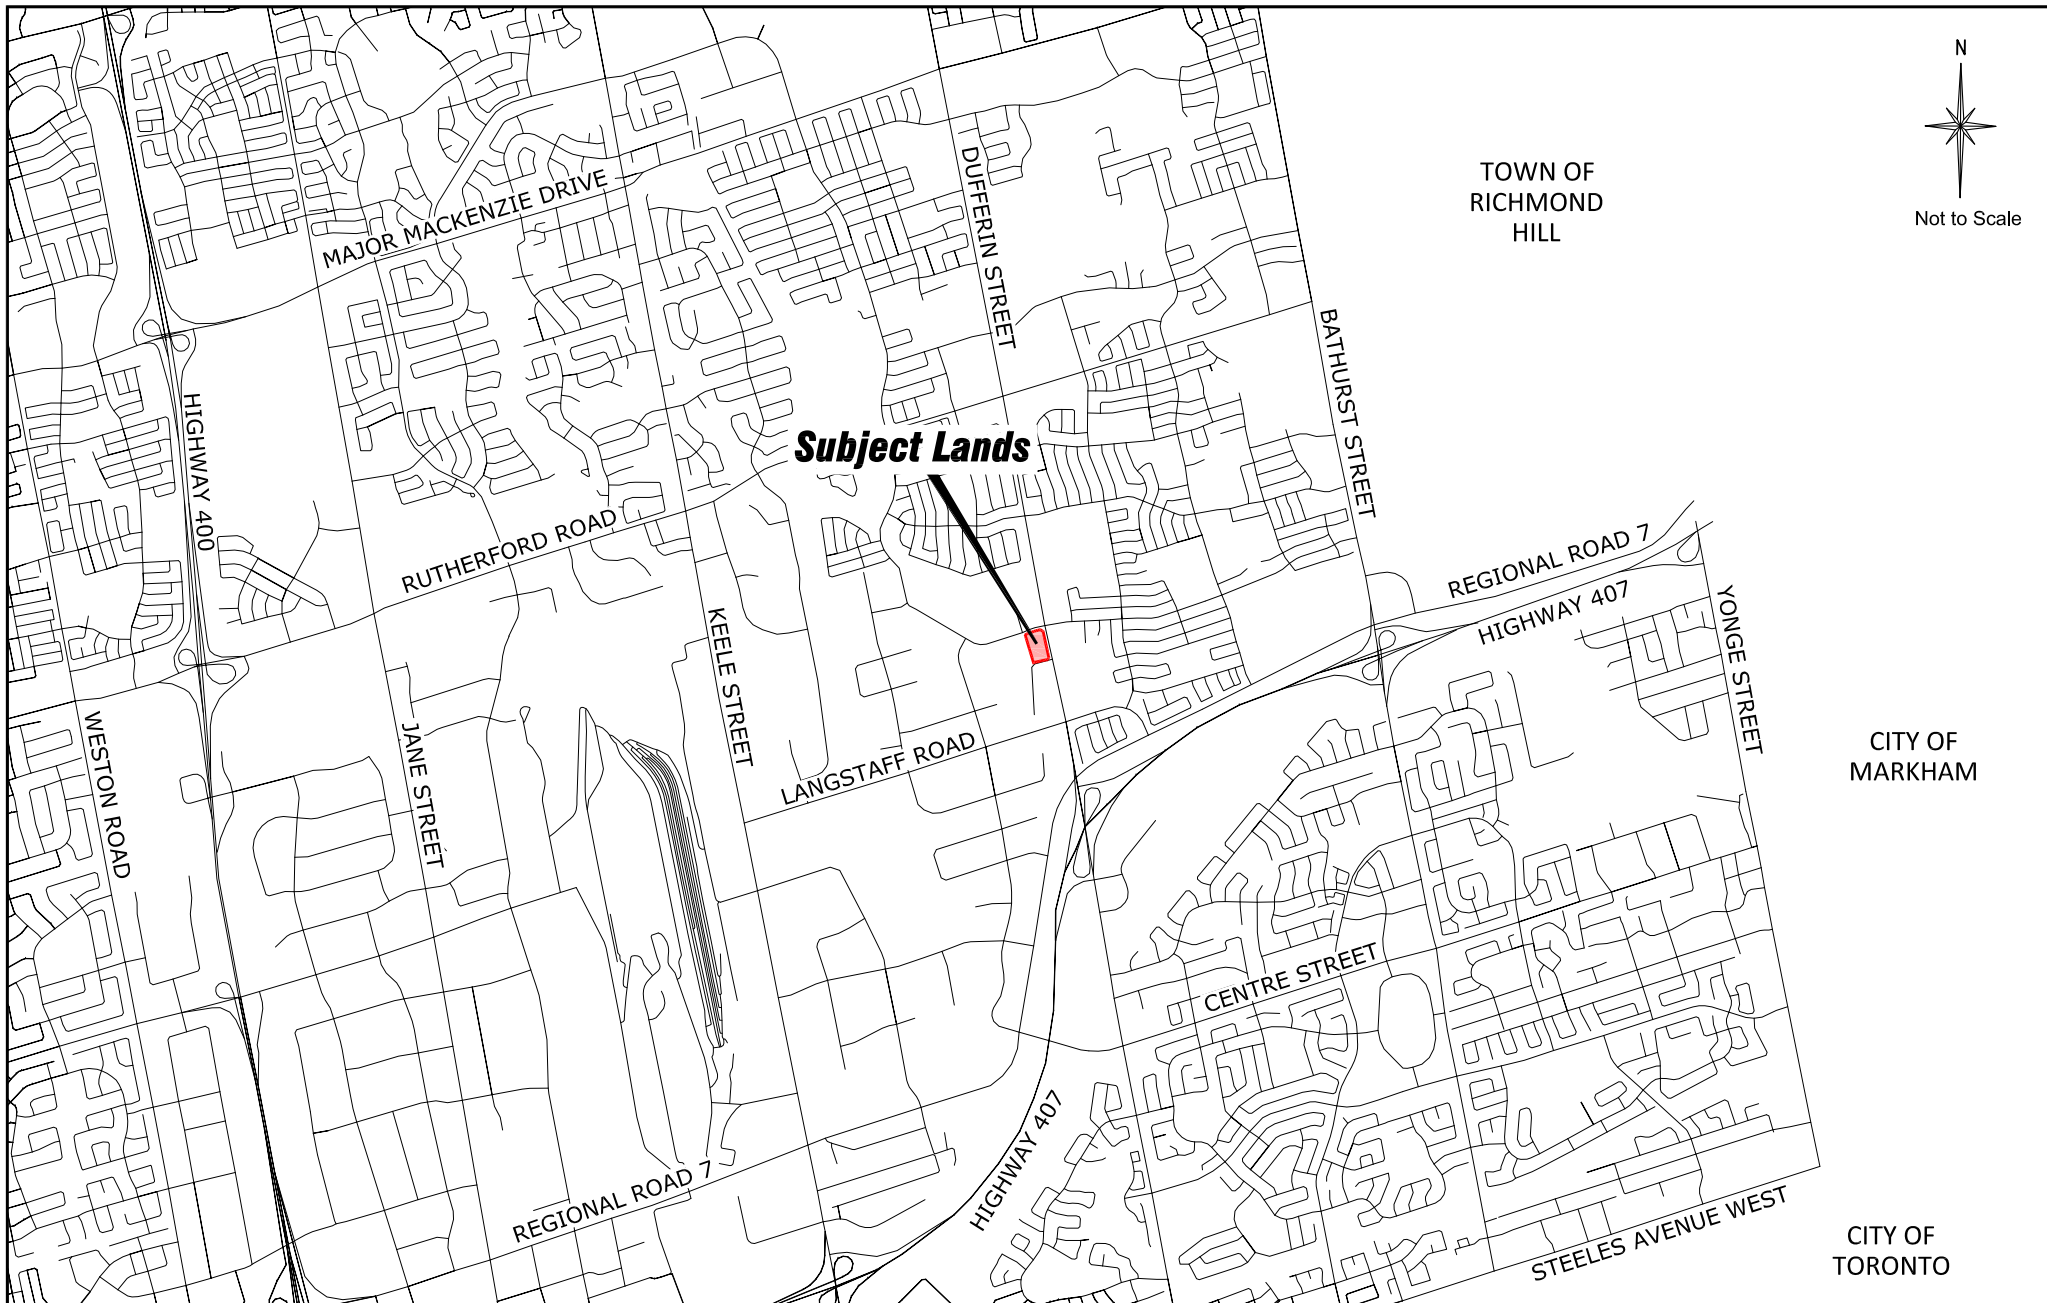 N
Not to Scale
TOWN OF
RICHMOND
HILL
MAJOR MACKENZIE DRIVE
DUFFERIN STREET
BATHURST STREET
HIGHWAY 400
Subject Lands
RUTHERFORD ROAD
REGIONAL ROAD 7
HIGHWAY 407
YONGE STREET
KEELE STREET
WESTON ROAD
JANE STREET
LANGSTAFF ROAD
CITY OF
MARKHAM
CENTRE STREET
HIGHWAY 407
REGIONAL ROAD 7
STEELES AVENUE WEST
CITY OF
TORONTO